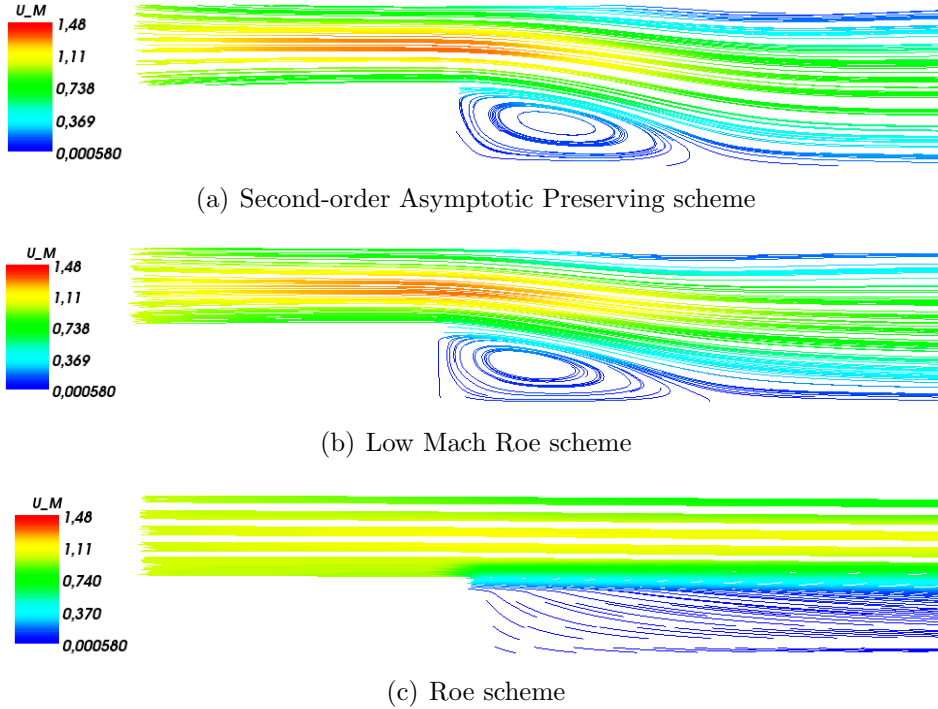 U_M
1,48
1,11
0,738
0,369
0,000580
(a) Second-order Asymptotic Preserving scheme
U_M
1,48
1,11
0,738
0,369
0,000580
(b) Low Mach Roe scheme
U_M
1,48
1,11
0,740
0,370
0,000580
(c) Roe scheme